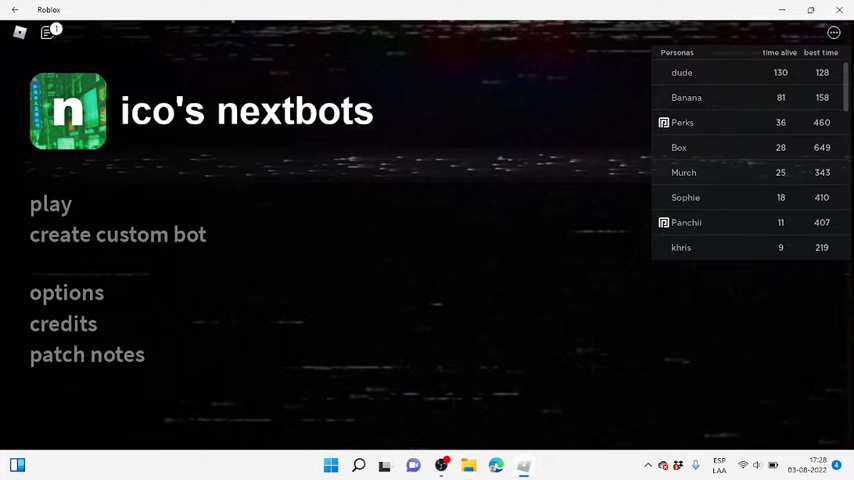 Roblox
1
Personas time alive best time
dude 130 128
Banana 81 158
Perks 36 460
Box 28 649
Murch 25 343
Sophie 18 410
Panchii 11 407
khris 9 219
n ico's nextbots
play
create custom bot
options
credits
patch notes
ESP
LAA
17:28
03-08-2022
4